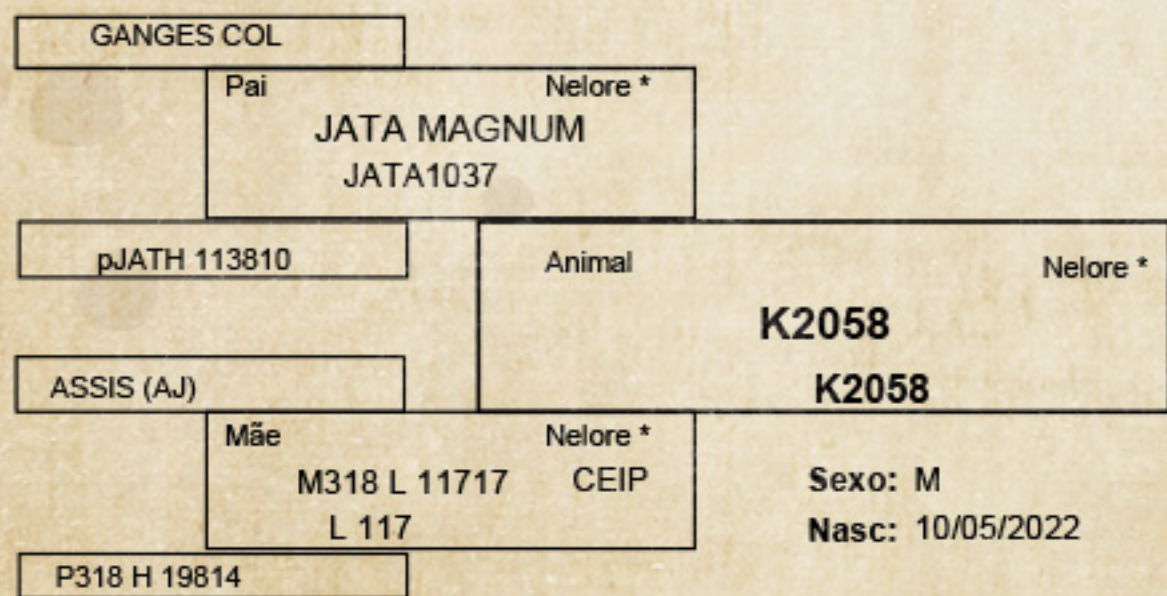 GANGES COL
Pai Nelore *
JATA MAGNUM
JATA1037
pJATH 113810
Animal Nelore *
K2058
K2058
ASSIS (AJ)
Mãe Nelore *
M318 L 11717 CEIP
L 117
P318 H 19814
Sexo: M
Nasc: 10/05/2022